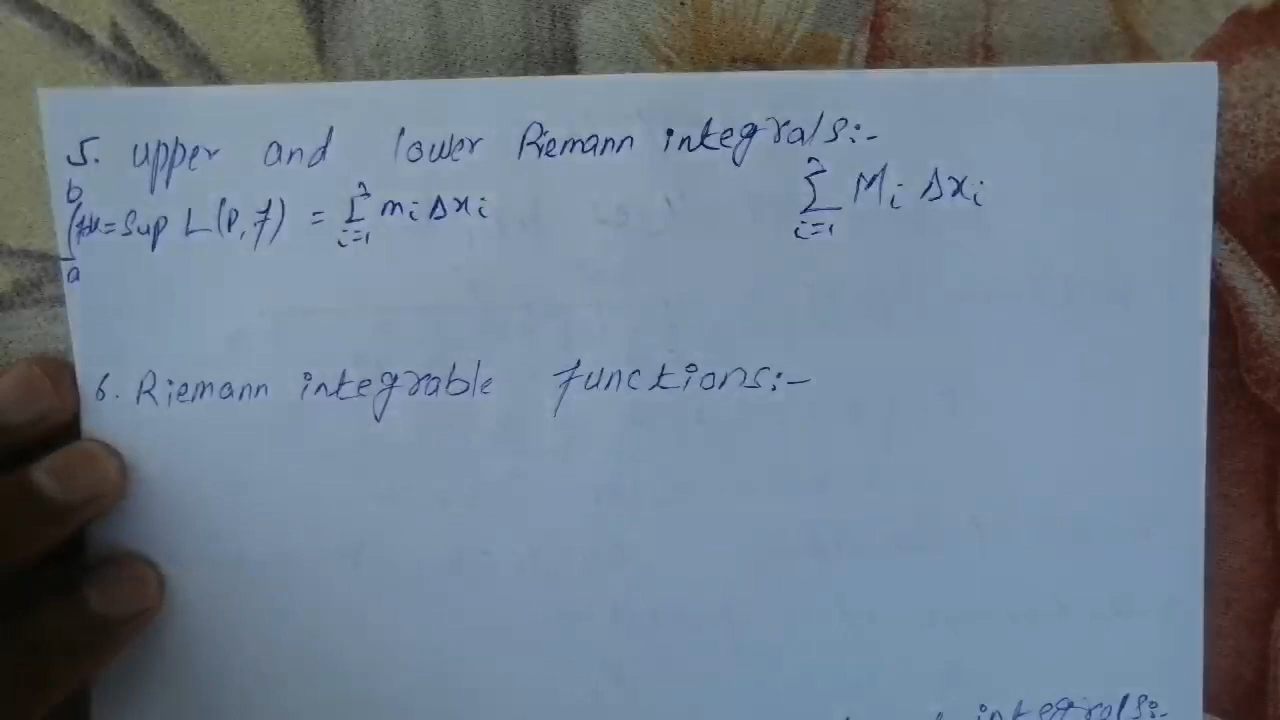 5. upper and lower Riemann integrals:-
b
∫ f dx = Sup L(P, f) = n Σ i=1 mi Δxi n Σ i=1 Mi Δxi
a
6. Riemann integrable functions:-
integrals:-